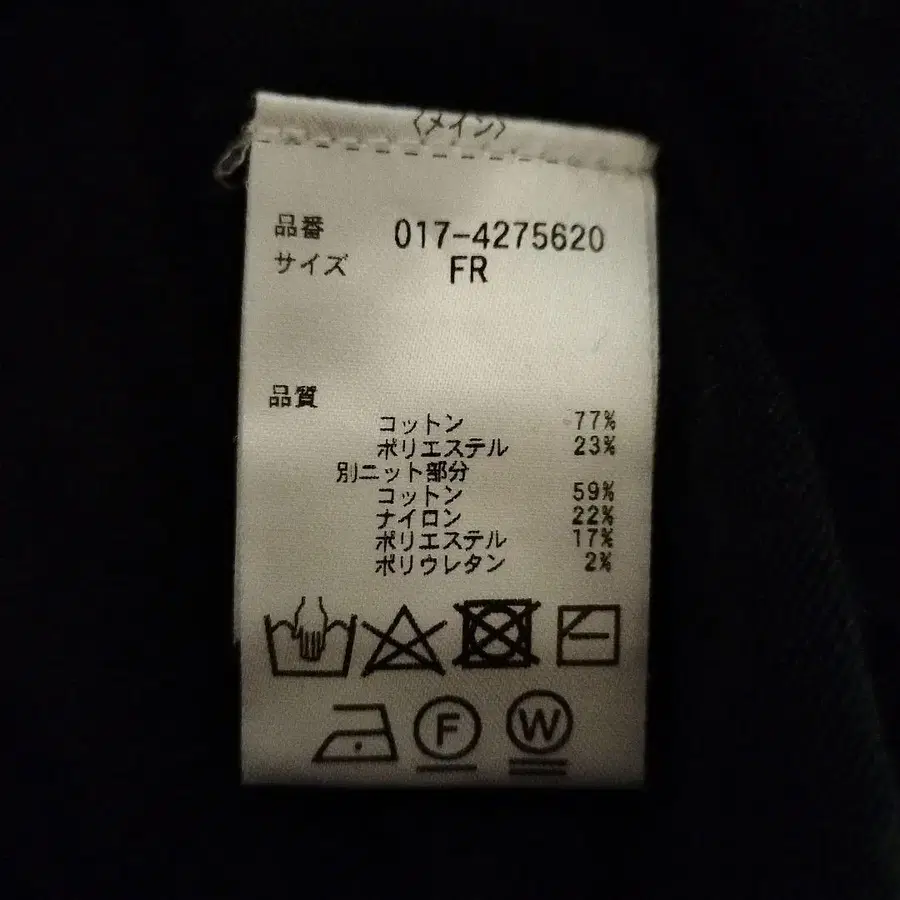 〈メイン〉
品番 017-4275620
サイズ FR
品質
コットン 77%
ポリエステル 23%
別ニット部分
コットン 59%
ナイロン 22%
ポリエステル 17%
ポリウレタン 2%
F W